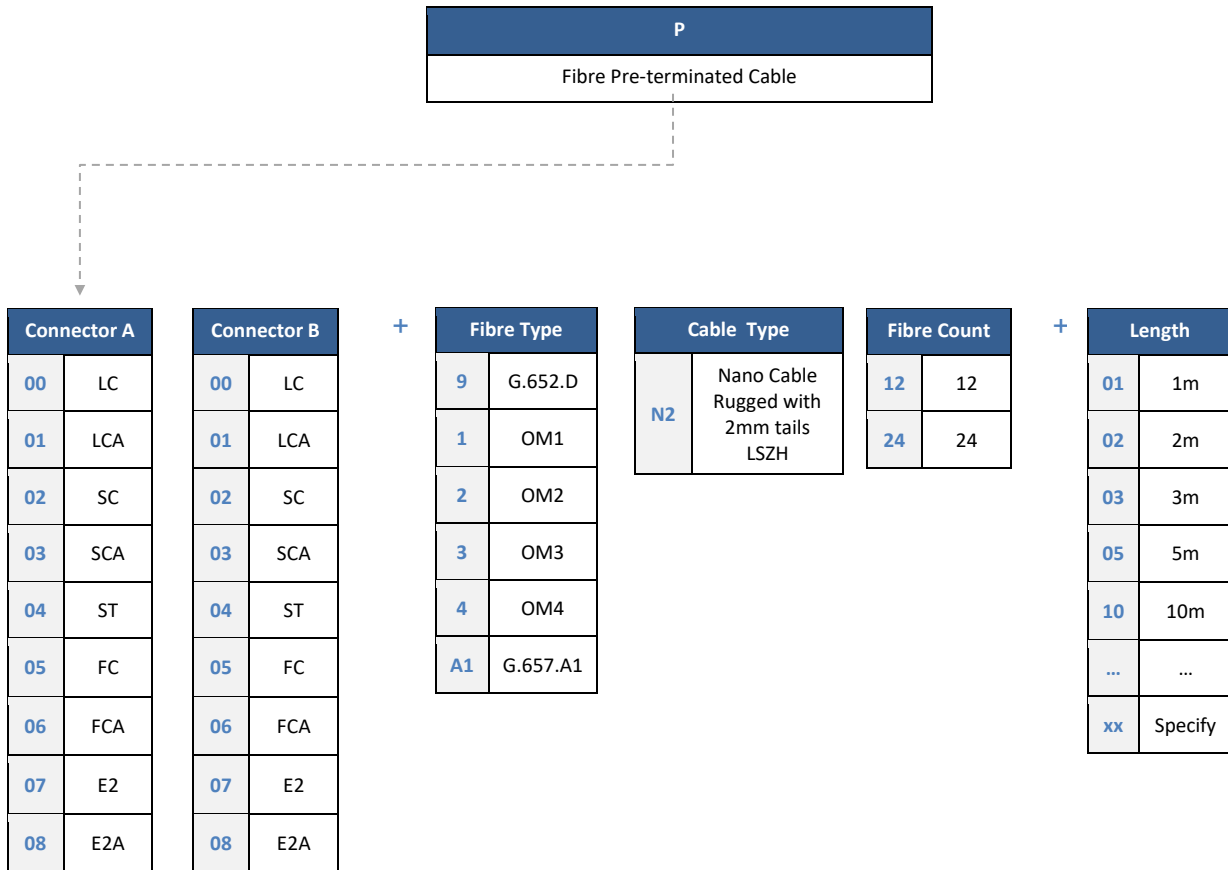 P
Fibre Pre-terminated Cable
Connector A
00 LC
01 LCA
02 SC
03 SCA
04 ST
05 FC
06 FCA
07 E2
08 E2A
Connector B
00 LC
01 LCA
02 SC
03 SCA
04 ST
05 FC
06 FCA
07 E2
08 E2A
+
Fibre Type
9 G.652.D
1 OM1
2 OM2
3 OM3
4 OM4
A1 G.657.A1
Cable Type
N2
Nano Cable
Rugged with
2mm tails
LSZH
Fibre Count
12 12
24 24
+
Length
01 1m
02 2m
03 3m
05 5m
10 10m
... ...
xx Specify